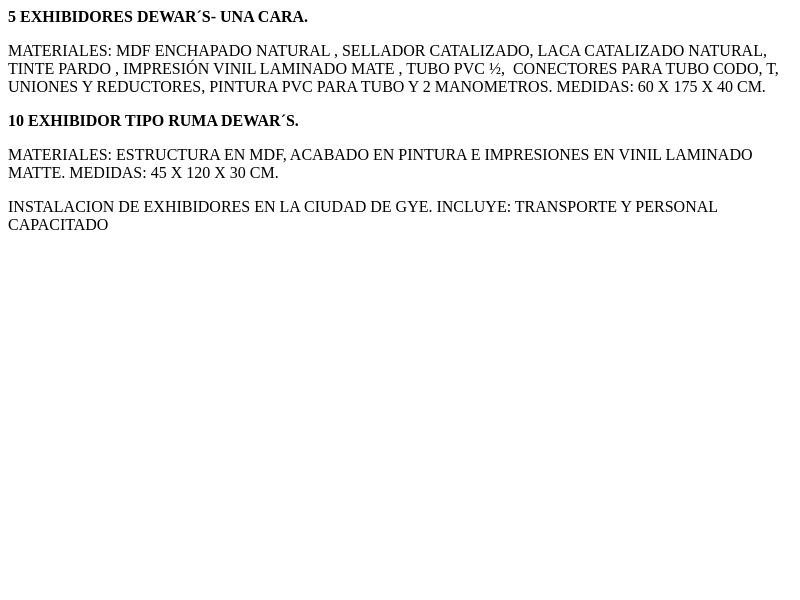 5 EXHIBIDORES DEWAR´S- UNA CARA.
MATERIALES: MDF ENCHAPADO NATURAL , SELLADOR CATALIZADO, LACA CATALIZADO NATURAL,
TINTE PARDO , IMPRESIÓN VINIL LAMINADO MATE , TUBO PVC ½,  CONECTORES PARA TUBO CODO, T,
UNIONES Y REDUCTORES, PINTURA PVC PARA TUBO Y 2 MANOMETROS. MEDIDAS: 60 X 175 X 40 CM.
10 EXHIBIDOR TIPO RUMA DEWAR´S.
MATERIALES: ESTRUCTURA EN MDF, ACABADO EN PINTURA E IMPRESIONES EN VINIL LAMINADO
MATTE. MEDIDAS: 45 X 120 X 30 CM.
INSTALACION DE EXHIBIDORES EN LA CIUDAD DE GYE. INCLUYE: TRANSPORTE Y PERSONAL
CAPACITADO